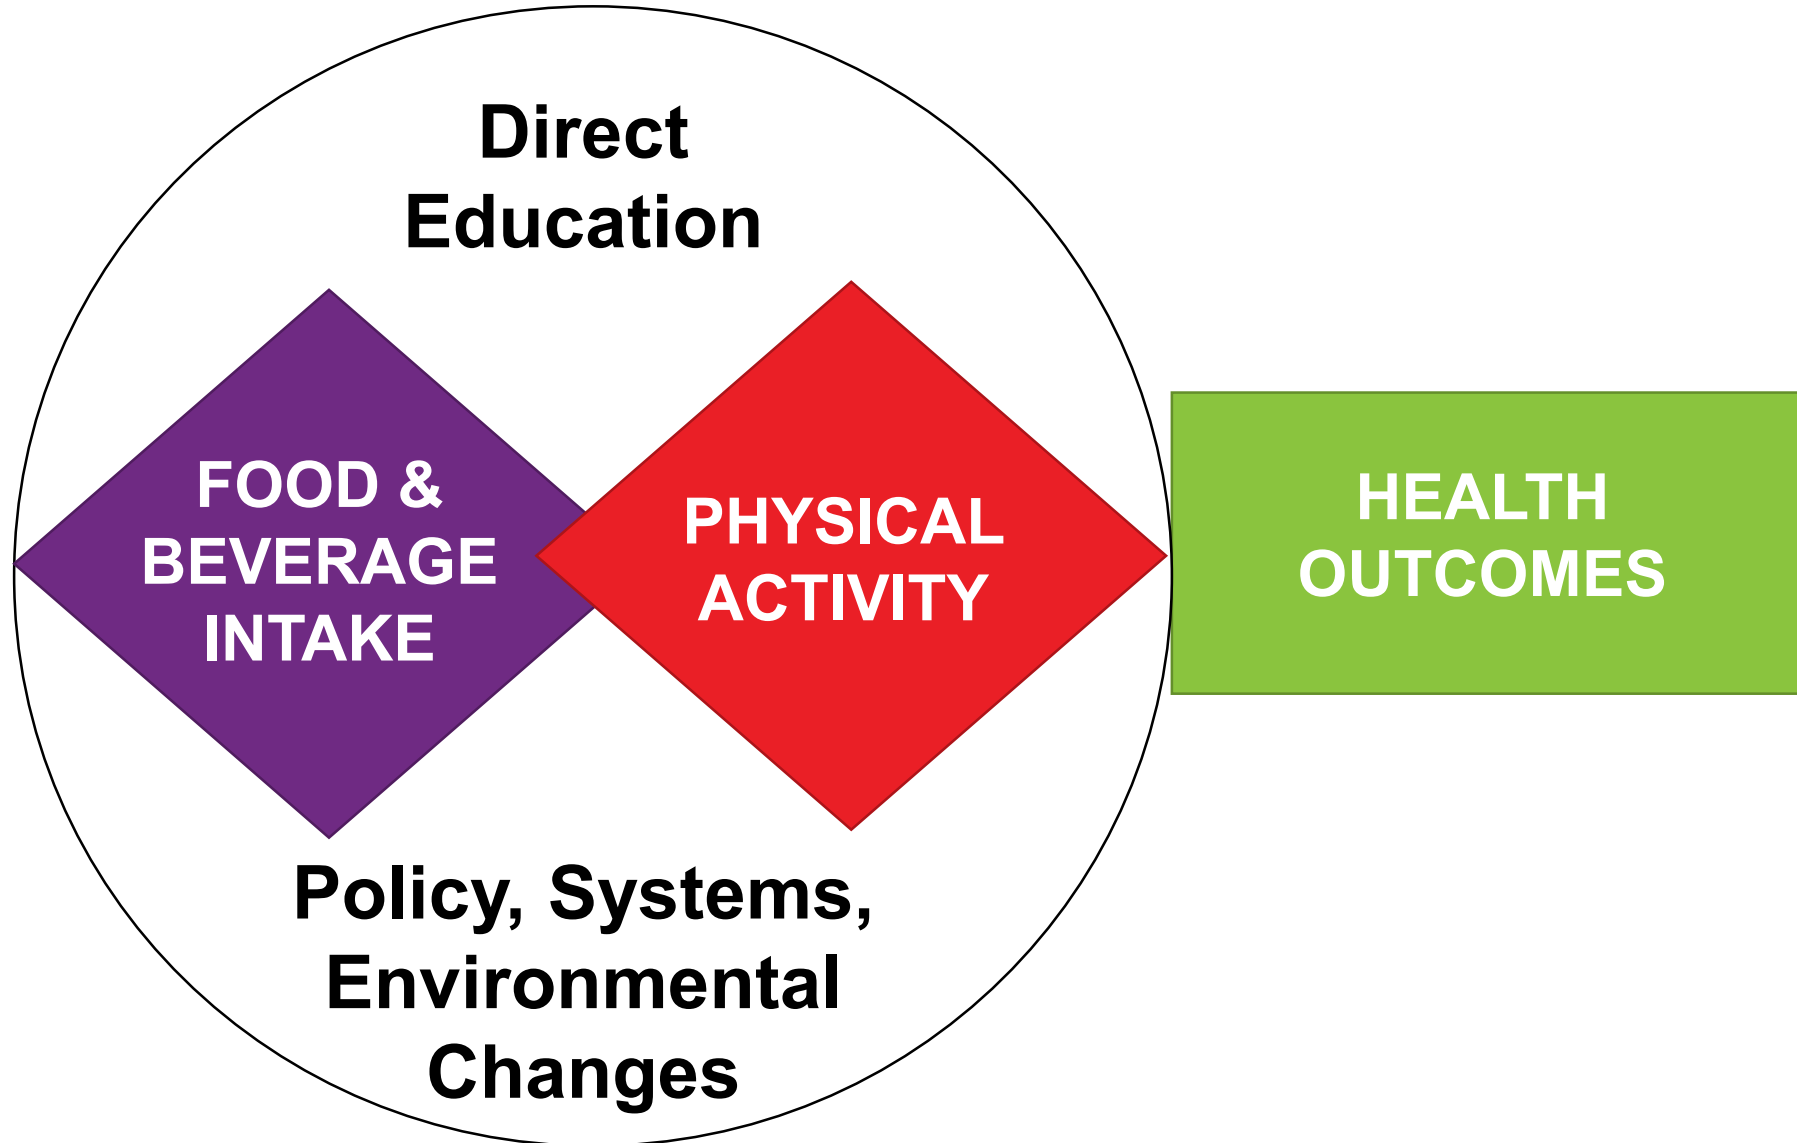 Direct
Education
FOOD &
BEVERAGE
INTAKE
PHYSICAL
ACTIVITY
HEALTH
OUTCOMES
Policy, Systems,
Environmental
Changes